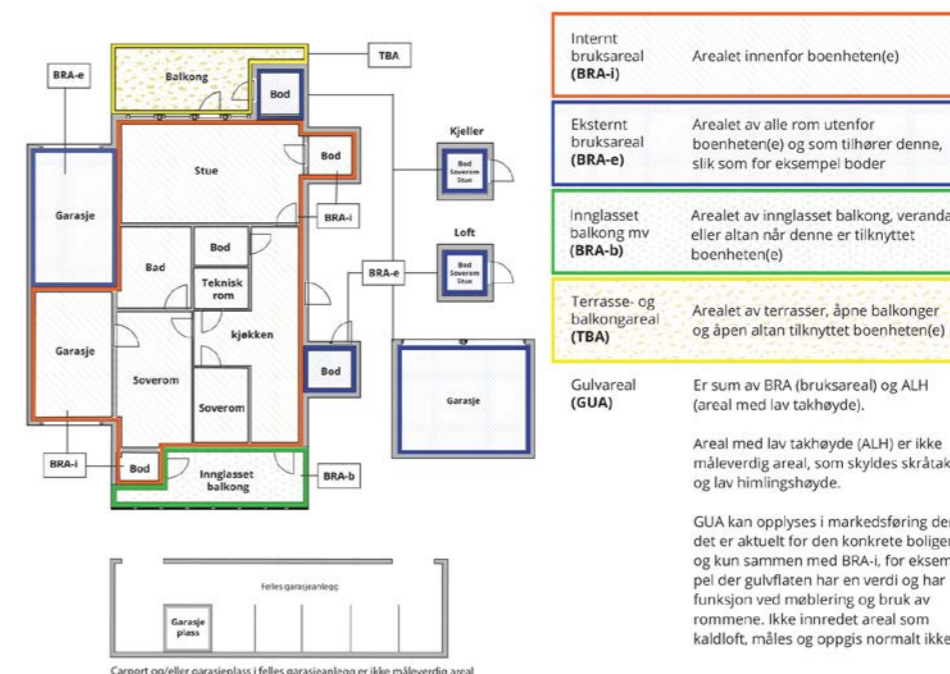 TBA
BRA-e
Balkong
Bod
Kjeller
Bod
Soverom
Stue
Stue
Bod
Garasje
BRA-i
Loft
Bod
Soverom
Stue
Bad
Bod
Teknisk
rom
BRA-e
kjøkken
Garasje
Soverom
Bod
Soverom
Garasje
BRA-i
Bod
Innglasset
balkong
BRA-b
Felles garasjeanlegg
Garasje
plass
Carport og/eller garasjeplass i felles garasjeanlegg er ikke måleverdig areal
Internt
bruksareal
(BRA-i)
Arealet innenfor boenheten(e)
Eksternt
bruksareal
(BRA-e)
Arealet av alle rom utenfor
boenheten(e) og som tilhører denne,
slik som for eksempel boder
Innglasset
balkong mv
(BRA-b)
Arealet av innglasset balkong, veranda
eller altan når denne er tilknyttet
boenheten(e)
Terrasse- og
balkongareal
(TBA)
Arealet av terrasser, åpne balkonger
og åpen altan tilknyttet boenheten(e)
Gulvareal
(GUA)
Er sum av BRA (bruksareal) og ALH
(areal med lav takhøyde).
Areal med lav takhøyde (ALH) er ikke
måleverdig areal, som skyldes skråtak
og lav himlingshøyde.
GUA kan opplyses i markedsføring der
det er aktuelt for den konkrete boligen
og kun sammen med BRA-i, for eksem
pel der gulvflaten har en verdi og har
funksjon ved møblering og bruk av
rommene. Ikke innredet areal som
kaldloft, måles og oppgis normalt ikke